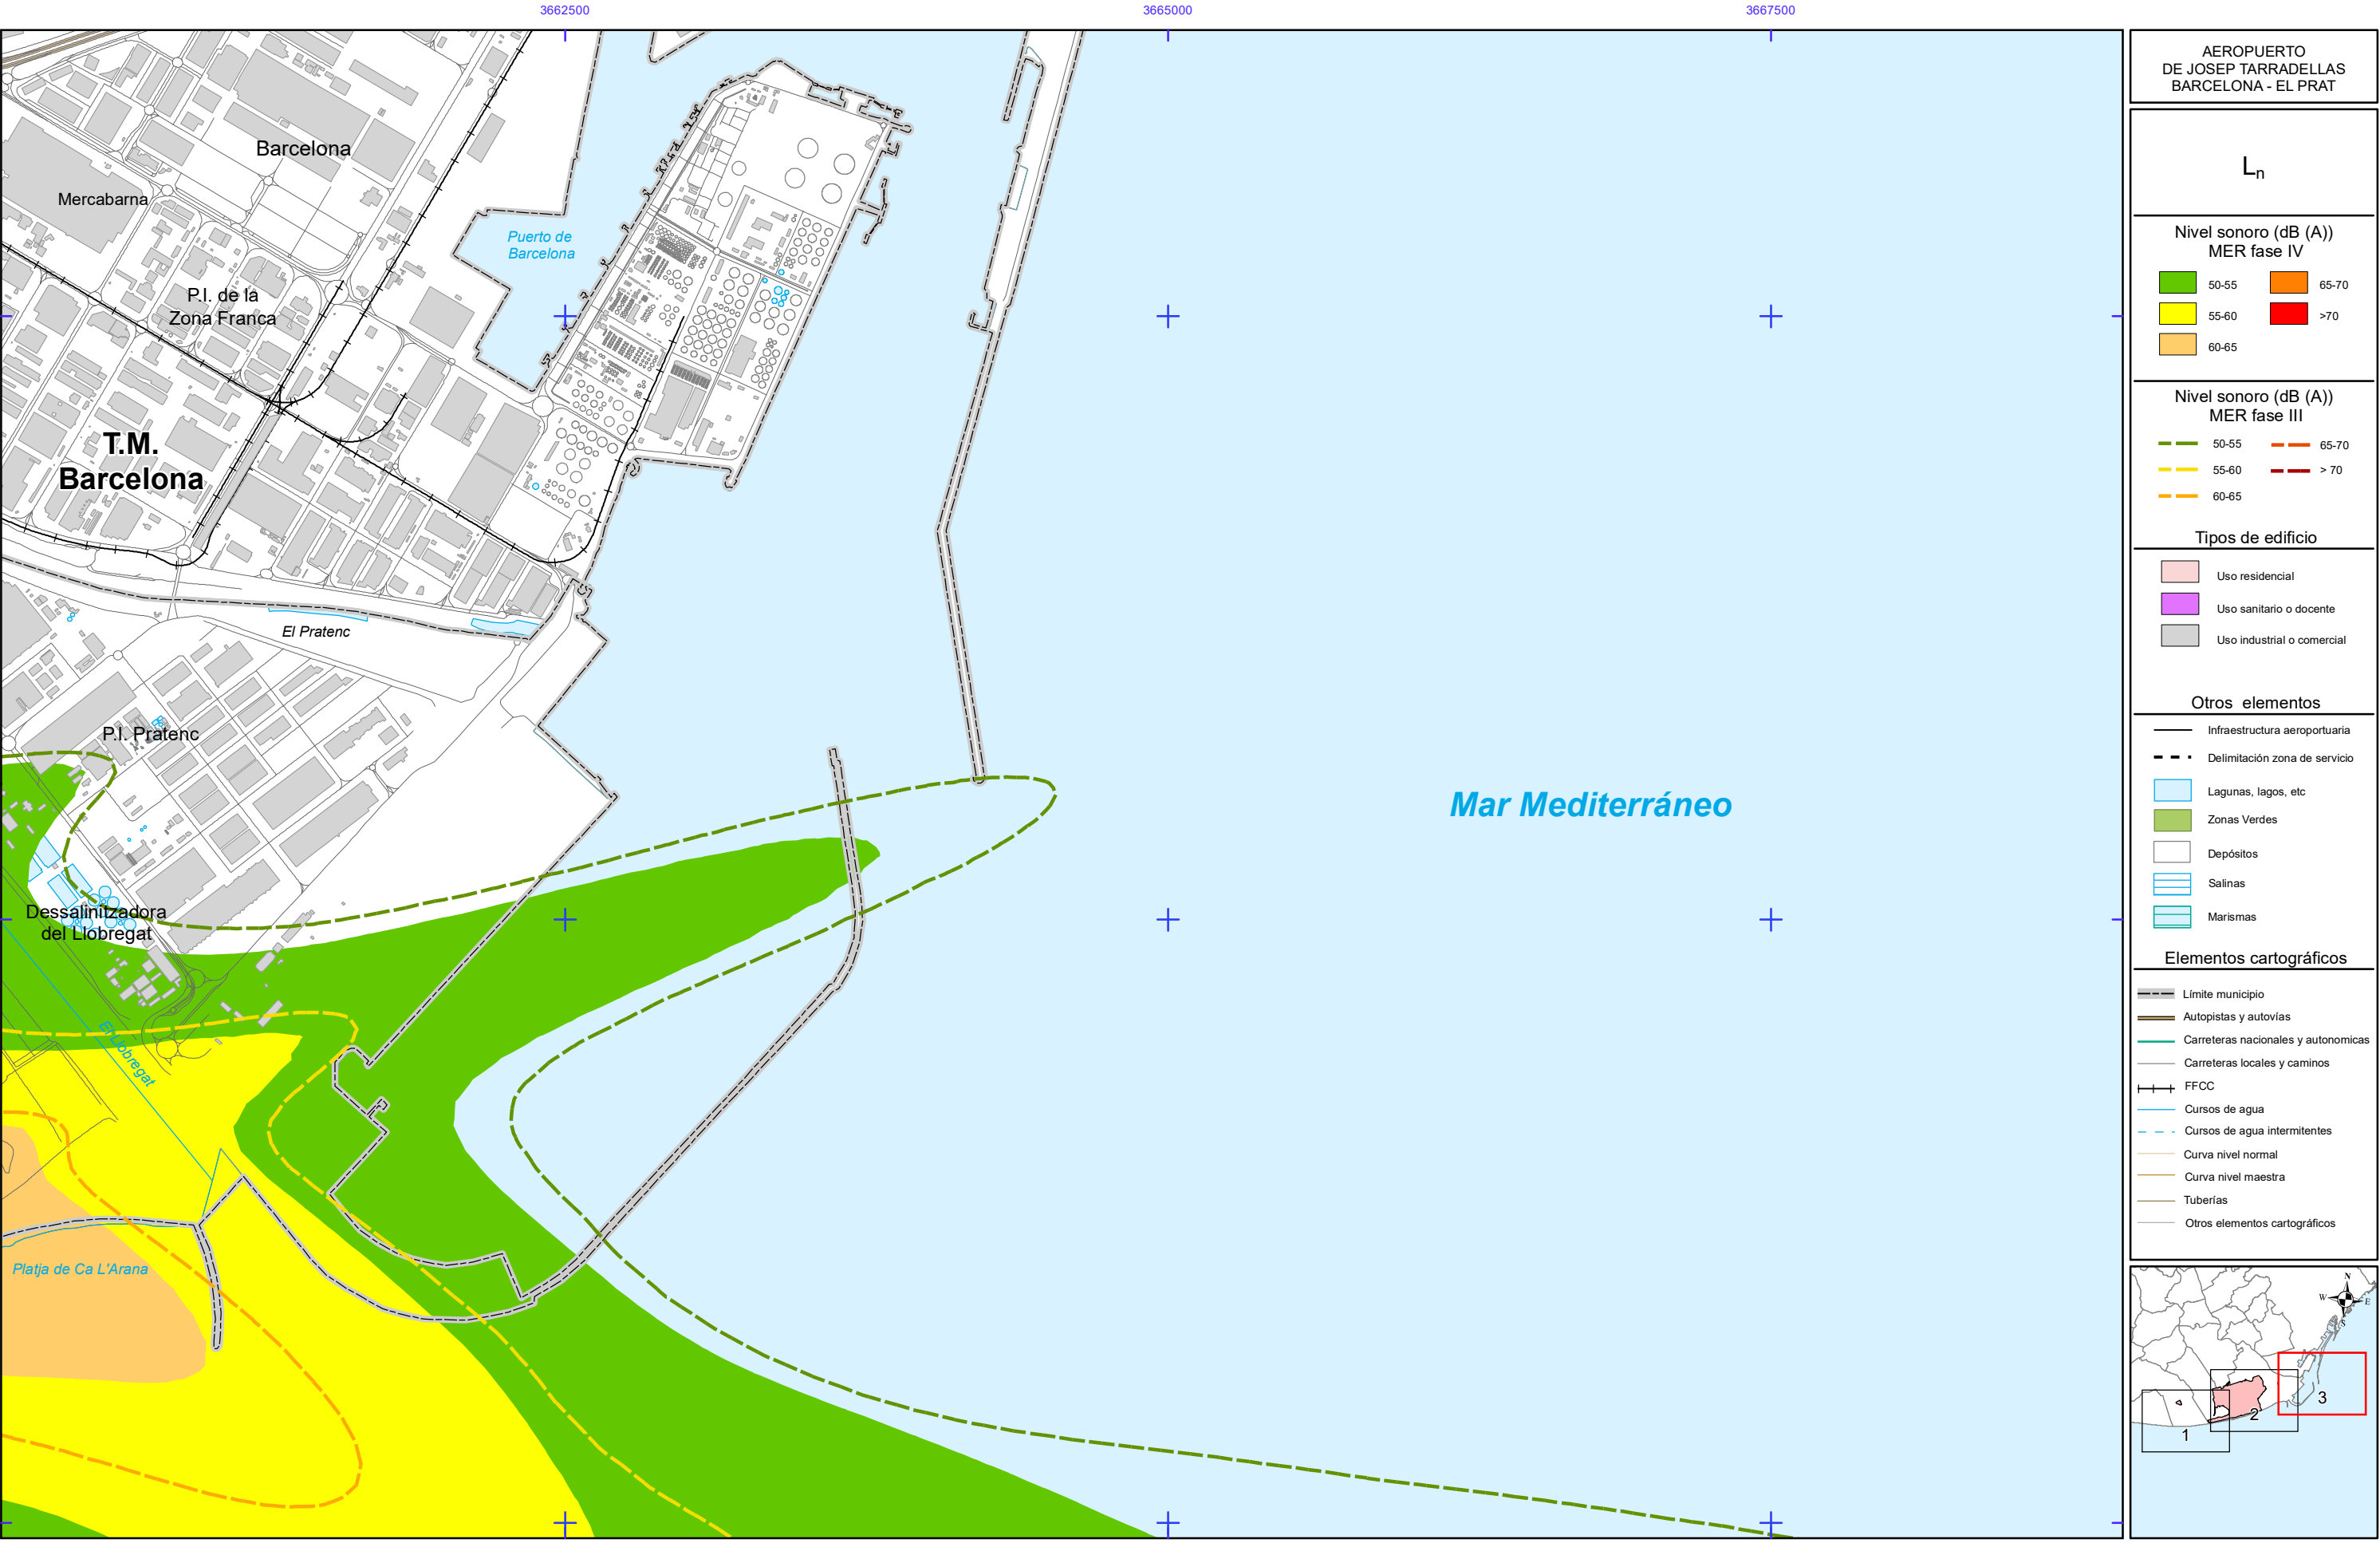 3662500
3665000
3667500
Barcelona
Mercabarna
Puerto de
Barcelona
P.I. de la
Zona Franca
T.M.
Barcelona
El Pratenc
P.I. Pratenc
Mar Mediterráneo
Dessalinitzadora
del Llobregat
El Llobregat
Platja de Ca L'Arana
AEROPUERTO
DE JOSEP TARRADELLAS
BARCELONA - EL PRAT
Ln
Nivel sonoro (dB (A))
MER fase IV
50-55
65-70
55-60
>70
60-65
Nivel sonoro (dB (A))
MER fase III
50-55
65-70
55-60
> 70
60-65
Tipos de edificio
Uso residencial
Uso sanitario o docente
Uso industrial o comercial
Otros elementos
Infraestructura aeroportuaria
Delimitación zona de servicio
Lagunas, lagos, etc
Zonas Verdes
Depósitos
Salinas
Marismas
Elementos cartográficos
Límite municipio
Autopistas y autovías
Carreteras nacionales y autonomicas
Carreteras locales y caminos
FFCC
Cursos de agua
Cursos de agua intermitentes
Curva nivel normal
Curva nivel maestra
Tuberías
Otros elementos cartográficos
N
W
E
S
3
2
1